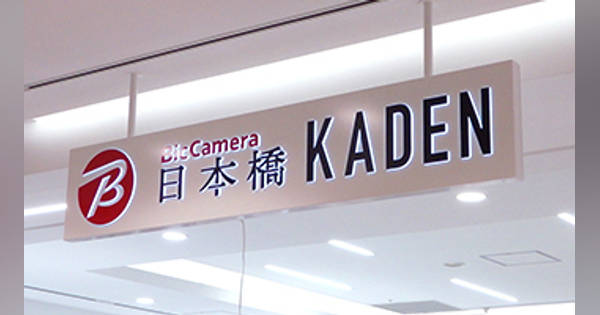 BicCamera
日本橋 KADEN